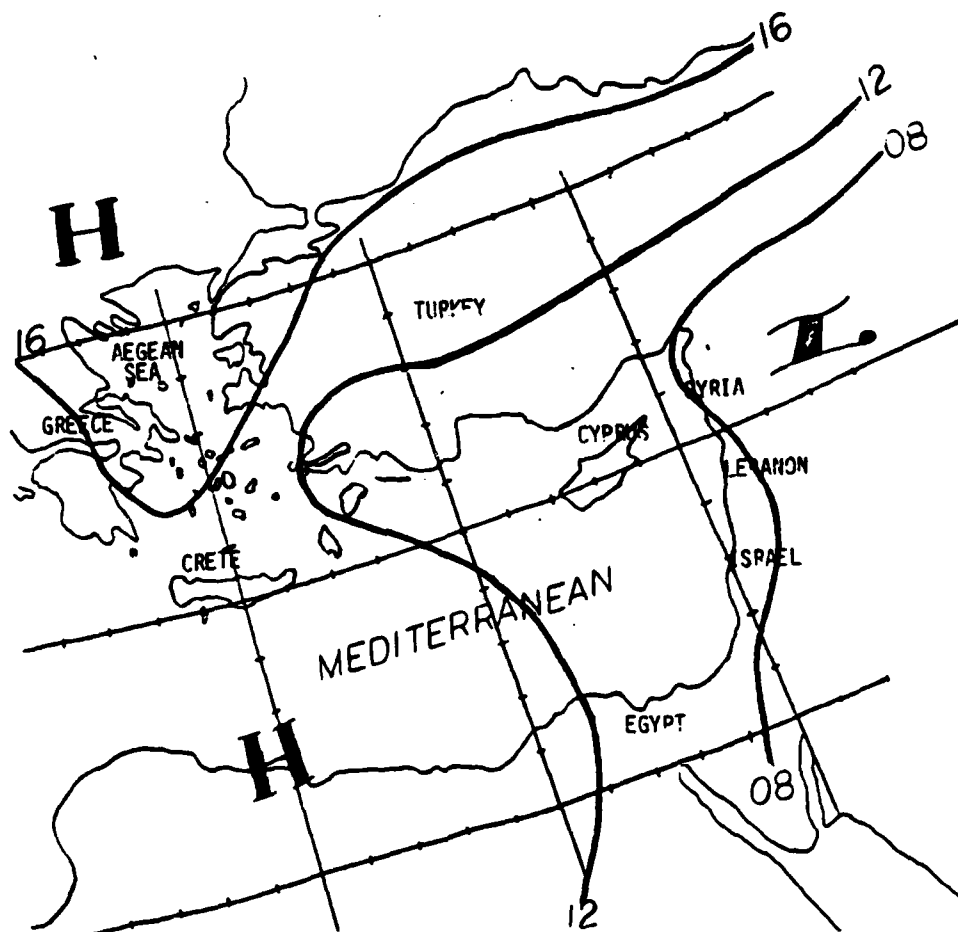 16
12
08
H
TURKEY
16
AEGEAN
SEA
GREECE
SYRIA
CYPRUS
LEBANON
CRETE
ISRAEL
MEDITERRANEAN
H
EGYPT
08
12